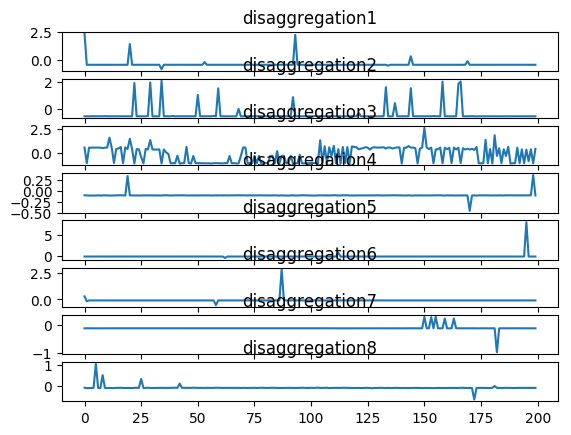 disaggregation1
2.5
0.0
disaggregation2
2
0
disaggregation3
2.5
0.0
disaggregation4
0.25
0.00
−0.25
−0.50
disaggregation5
5
0
disaggregation6
2.5
0.0
disaggregation7
0
−1
disaggregation8
1
0
0 25 50 75 100 125 150 175 200